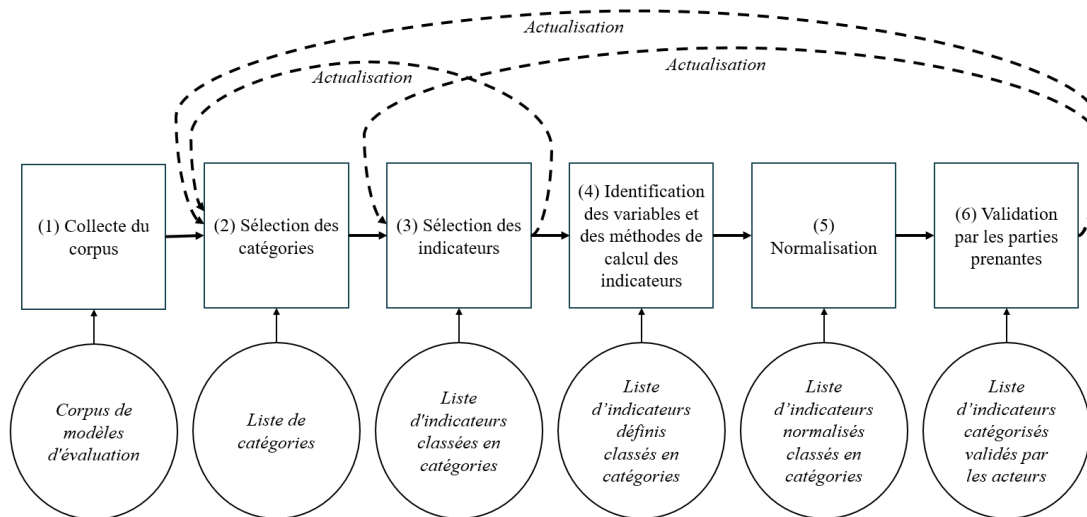 Actualisation
Actualisation
Actualisation
(1) Collecte du
corpus
(2) Sélection des
catégories
(3) Sélection des
indicateurs
(4) Identification
des variables et
des méthodes de
calcul des
indicateurs
(5)
Normalisation
(6) Validation
par les parties
prenantes
Corpus de
modèles
d'évaluation
Liste de
catégories
Liste
d'indicateurs
classées en
catégories
Liste
d’indicateurs
définis
classés en
catégories
Liste
d’indicateurs
normalisés
classés en
catégories
Liste
d’indicateurs
catégorisés
validés par
les acteurs